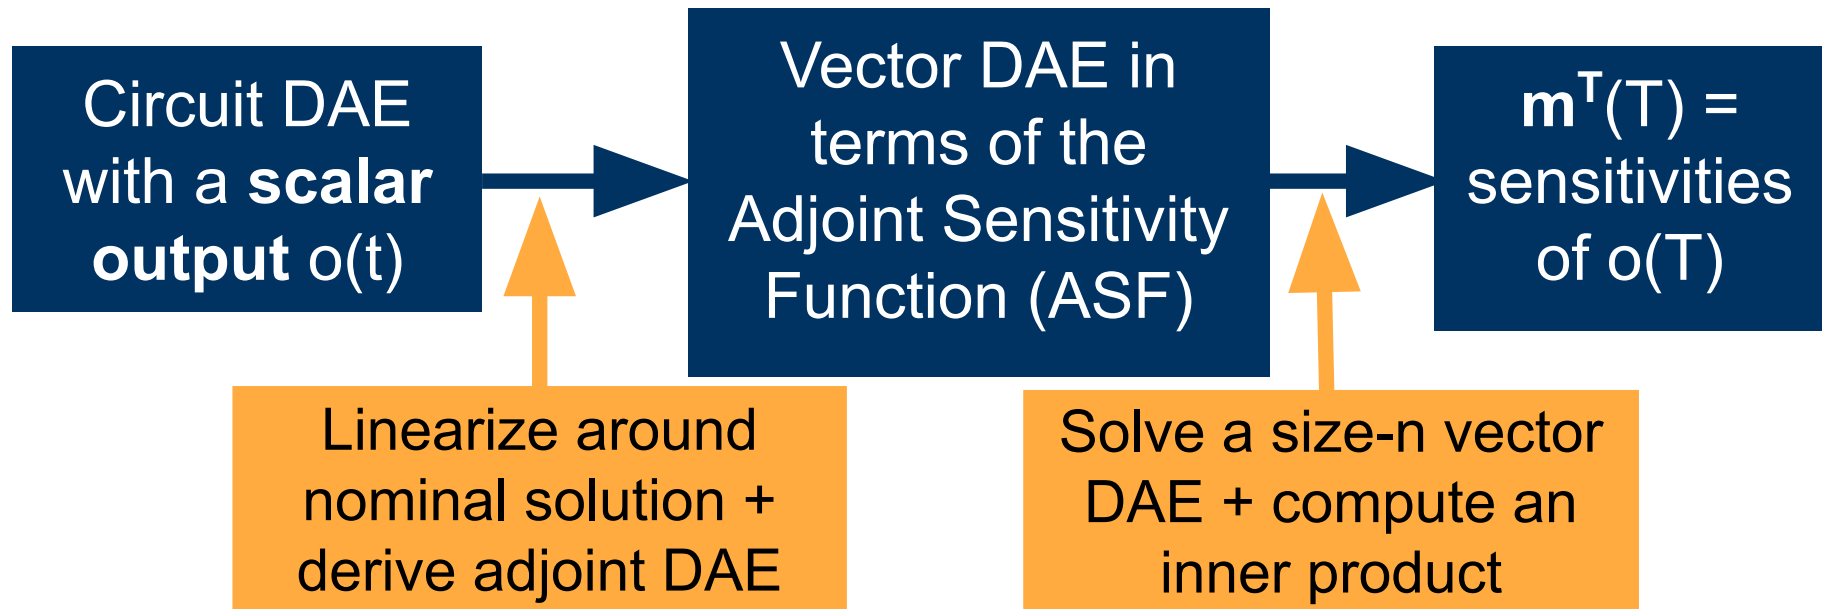 Circuit DAE
with a scalar
output o(t)
Vector DAE in
terms of the
Adjoint Sensitivity
Function (ASF)
mᵀ(T) =
sensitivities
of o(T)
Linearize around
nominal solution +
derive adjoint DAE
Solve a size-n vector
DAE + compute an
inner product